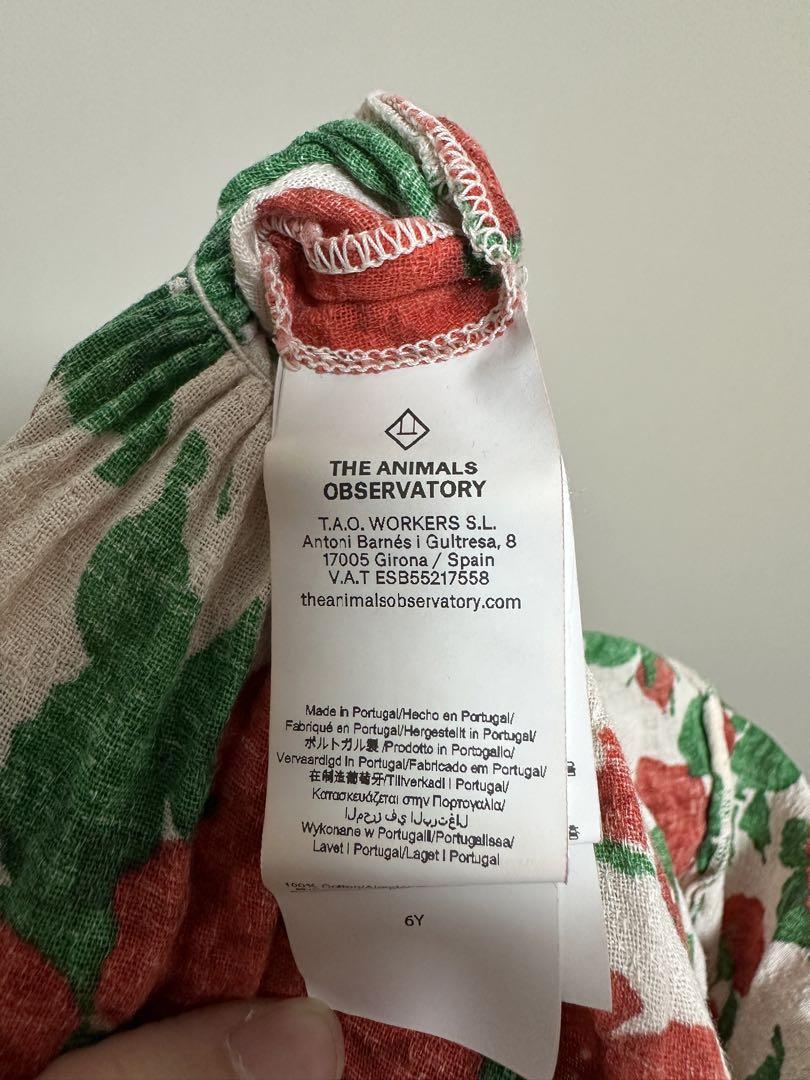 THE ANIMALS
OBSERVATORY
T.A.O. WORKERS S.L.
Antoni Barnés i Gultresa, 8
17005 Girona / Spain
V.A.T ESB55217558
theanimalsobservatory.com
Made in Portugal/Hecho en Portugal/
Fabriqué en Portugal/Hergestellt in Portugal/
ポルトガル製/Prodotto in Portogallo/
Vervaardigd in Portugal/Fabricado em Portugal/
在制造葡萄牙/Tillverkad i Portugal/
Κατασκευάζεται στην Πορτογαλία/
Wykonane w Portugalii/Portugalissa/
Lavet i Portugal/Laget i Portugal
100% Cotton
6Y